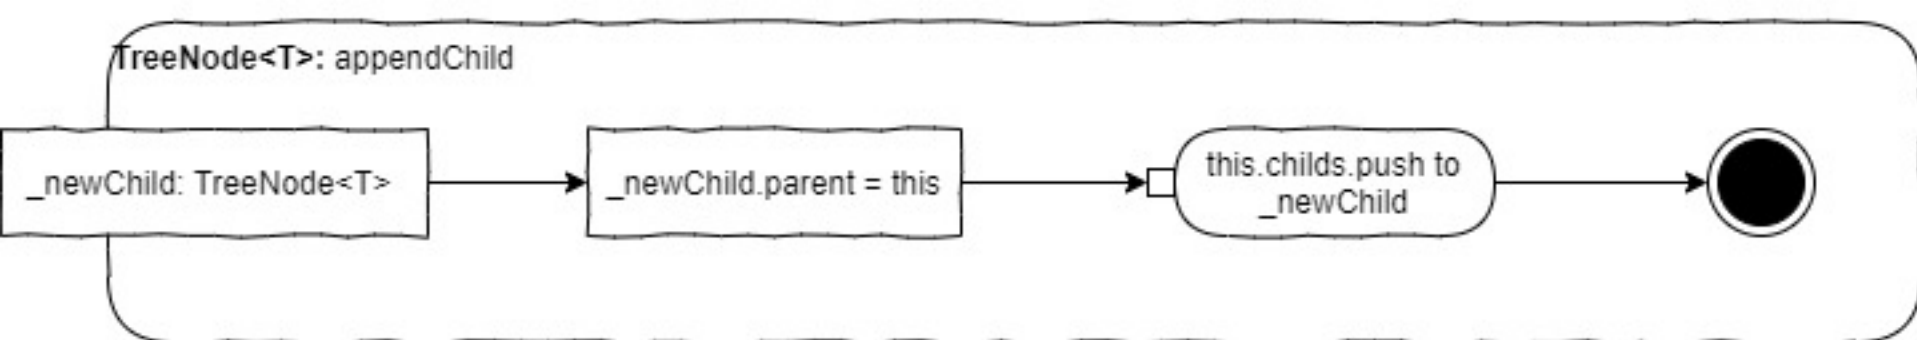 TreeNode<T>: appendChild
_newChild: TreeNode<T>
_newChild.parent = this
this.childs.push to
_newChild